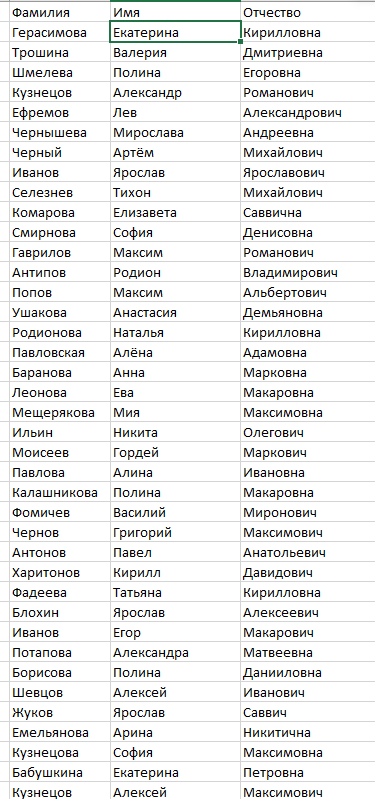 Фамилия Имя Отчество
Герасимова Екатерина Кирилловна
Трошина Валерия Дмитриевна
Шмелева Полина Егоровна
Кузнецов Александр Романович
Ефремов Лев Александрович
Чернышева Мирослава Андреевна
Черный Артём Михайлович
Иванов Ярослав Ярославович
Селезнев Тихон Михайлович
Комарова Елизавета Саввична
Смирнова София Денисовна
Гаврилов Максим Романович
Антипов Родион Владимирович
Попов Максим Альбертович
Ушакова Анастасия Демьяновна
Родионова Наталья Кирилловна
Павловская Алёна Адамовна
Баранова Анна Марковна
Леонова Ева Макаровна
Мещерякова Мия Максимовна
Ильин Никита Олегович
Моисеев Гордей Маркович
Павлова Алина Ивановна
Калашникова Полина Макаровна
Фомичев Василий Миронович
Чернов Григорий Максимович
Антонов Павел Анатольевич
Харитонов Кирилл Давидович
Фадеева Татьяна Кирилловна
Блохин Ярослав Алексеевич
Иванов Егор Макарович
Потапова Александра Матвеевна
Борисова Полина Данииловна
Шевцов Алексей Иванович
Жуков Ярослав Саввич
Емельянова Арина Никитична
Кузнецова София Максимовна
Бабушкина Екатерина Петровна
Кузнецов Алексей Максимович